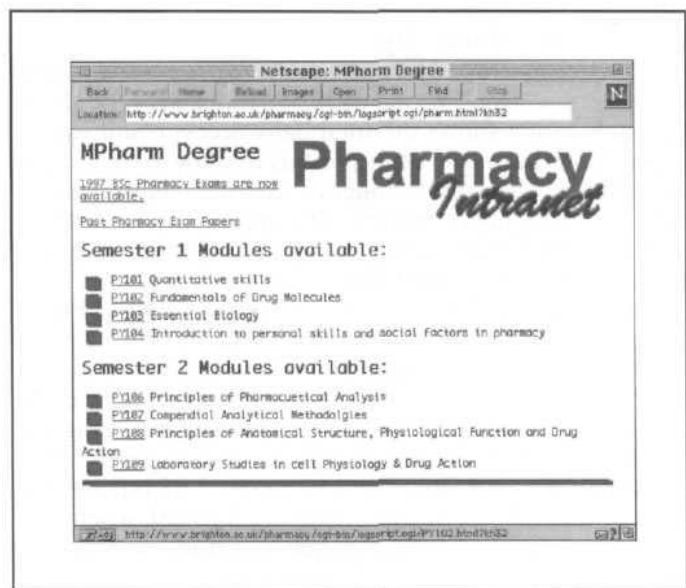 Netscape: MPharm Degree
Back Forward Home Reload Images Open Print Find Stop
Location: http://www.brighton.ac.uk/pharmacy/cgi-bin/logscript.cgi/pharm.html?kh32
N
MPharm Degree
Pharmacy
Intranet
1997 BSc Pharmacy Exams are now
available.
Past Pharmacy Exam Papers
Semester 1 Modules available:
PY101 Quantitative skills
PY102 Fundamentals of Drug Molecules
PY103 Essential Biology
PY104 Introduction to personal skills and social factors in pharmacy
Semester 2 Modules available:
PY106 Principles of Pharmacuetical Analysis
PY107 Compendial Analytical Methodolgies
PY108 Principles of Anatomical Structure, Physiological Function and Drug
Action
PY109 Laboratory Studies in cell Physiology & Drug Action
http://www.brighton.ac.uk/pharmacy/cgi-bin/logscript.cgi/PY102.html?kh32